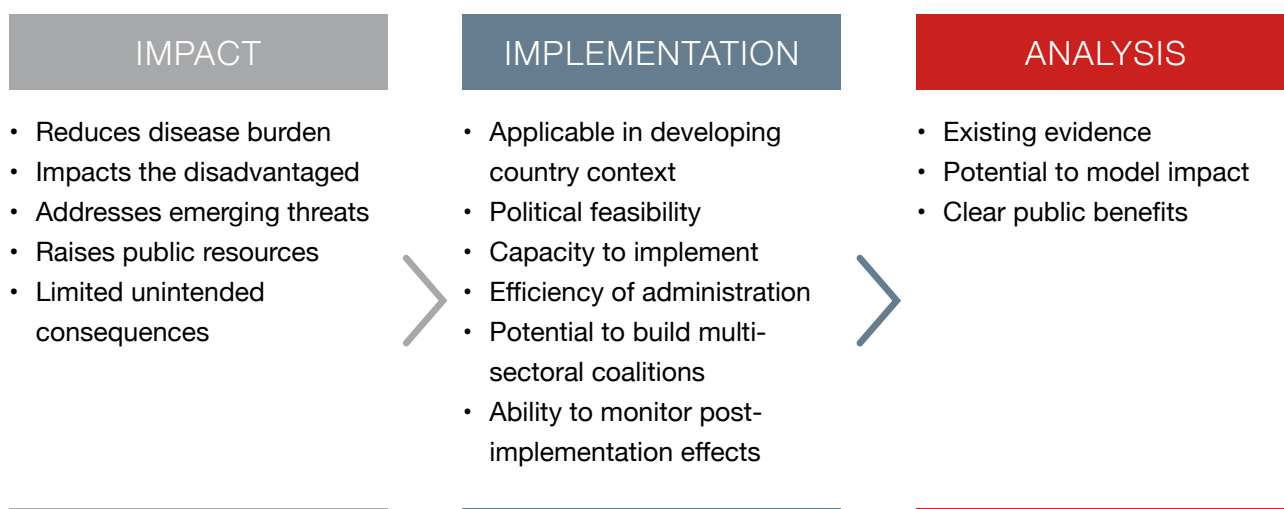 IMPACT
• Reduces disease burden
• Impacts the disadvantaged
• Addresses emerging threats
• Raises public resources
• Limited unintended
consequences
IMPLEMENTATION
• Applicable in developing
country context
• Political feasibility
• Capacity to implement
• Efficiency of administration
• Potential to build multi-
sectoral coalitions
• Ability to monitor post-
implementation effects
ANALYSIS
• Existing evidence
• Potential to model impact
• Clear public benefits